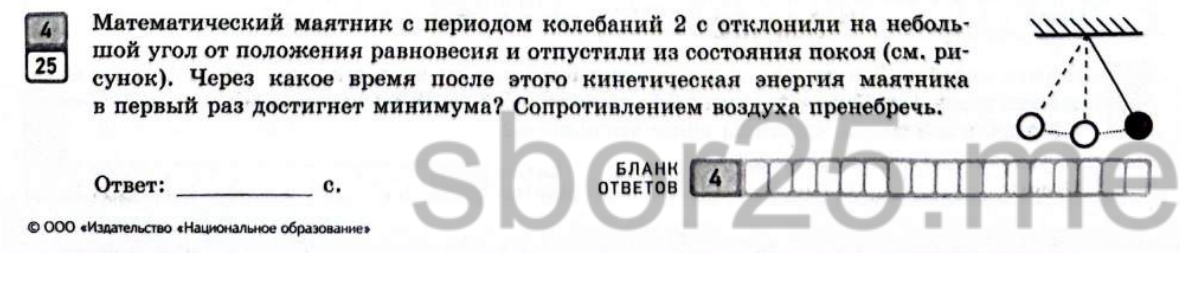 4
25
Математический маятник с периодом колебаний 2 с отклонили на неболь-
шой угол от положения равновесия и отпустили из состояния покоя (см. ри-
сунок). Через какое время после этого кинетическая энергия маятника
в первый раз достигнет минимума? Сопротивлением воздуха пренебречь.
Ответ: ____________ с.
БЛАНК
ОТВЕТОВ
4
© ООО «Издательство «Национальное образование»
sbor25.me